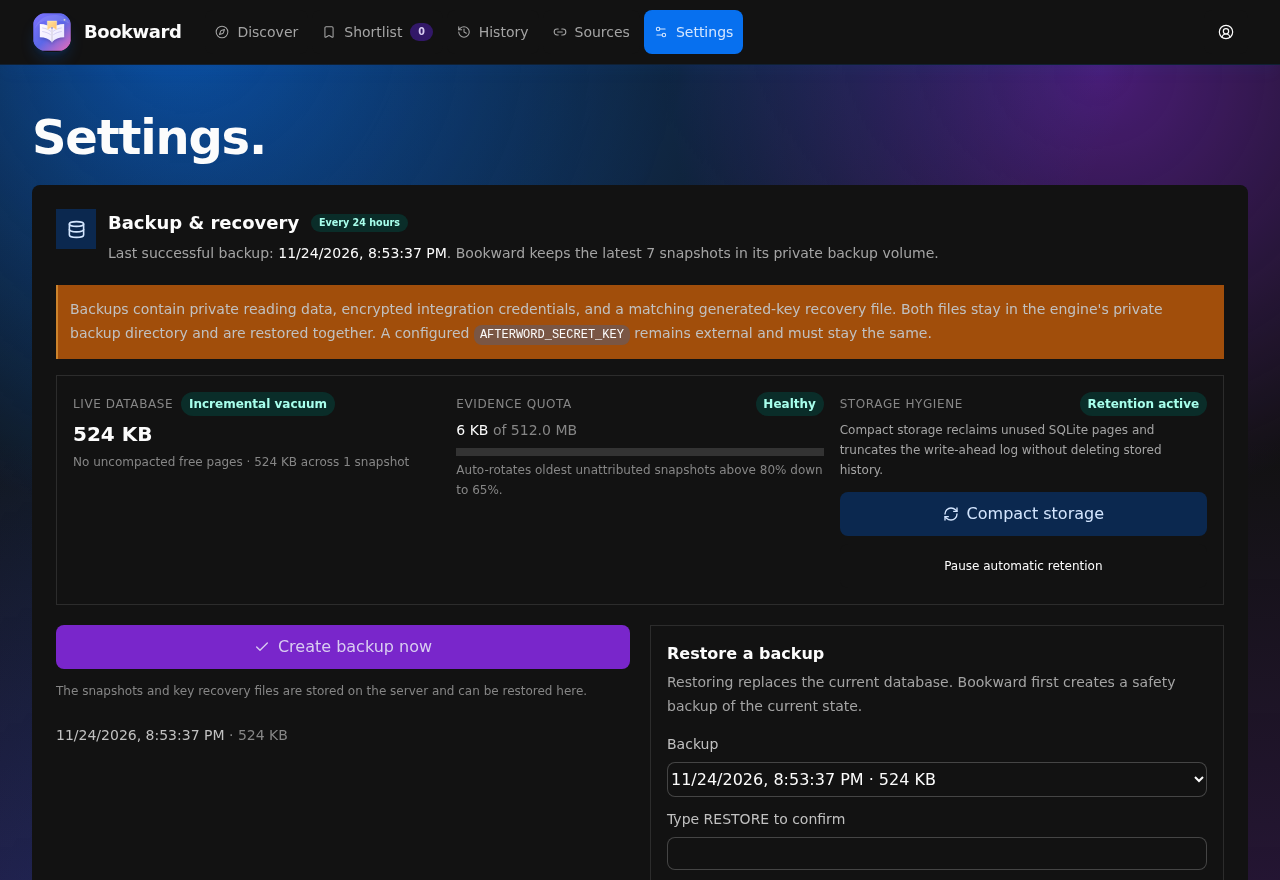 Bookward
Discover
Shortlist 0
History
Sources
Settings
Settings.
Backup & recovery Every 24 hours
Last successful backup: 11/24/2026, 8:53:37 PM. Bookward keeps the latest 7 snapshots in its private backup volume.
Backups contain private reading data, encrypted integration credentials, and a matching generated-key recovery file. Both files stay in the engine's private
backup directory and are restored together. A configured AFTERWORD_SECRET_KEY remains external and must stay the same.
LIVE DATABASE Incremental vacuum
524 KB
No uncompacted free pages · 524 KB across 1 snapshot
EVIDENCE QUOTA Healthy
6 KB of 512.0 MB
Auto-rotates oldest unattributed snapshots above 80% down
to 65%.
STORAGE HYGIENE Retention active
Compact storage reclaims unused SQLite pages and
truncates the write-ahead log without deleting stored
history.
Compact storage
Pause automatic retention
Create backup now
The snapshots and key recovery files are stored on the server and can be restored here.
11/24/2026, 8:53:37 PM · 524 KB
Restore a backup
Restoring replaces the current database. Bookward first creates a safety
backup of the current state.
Backup
11/24/2026, 8:53:37 PM · 524 KB
Type RESTORE to confirm